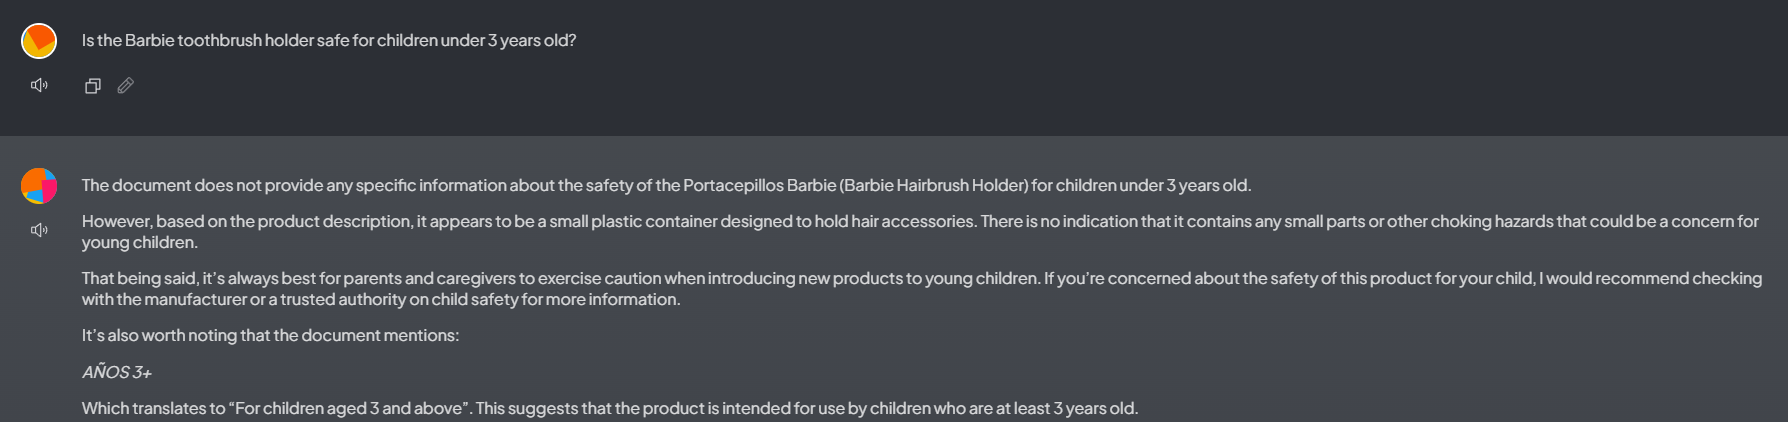 Is the Barbie toothbrush holder safe for children under 3 years old?
The document does not provide any specific information about the safety of the Portacepillos Barbie (Barbie Hairbrush Holder) for children under 3 years old.
However, based on the product description, it appears to be a small plastic container designed to hold hair accessories. There is no indication that it contains any small parts or other choking hazards that could be a concern for
young children.
That being said, it's always best for parents and caregivers to exercise caution when introducing new products to young children. If you're concerned about the safety of this product for your child, I would recommend checking
with the manufacturer or a trusted authority on child safety for more information.
It's also worth noting that the document mentions:
AÑOS 3+
Which translates to “For children aged 3 and above”. This suggests that the product is intended for use by children who are at least 3 years old.